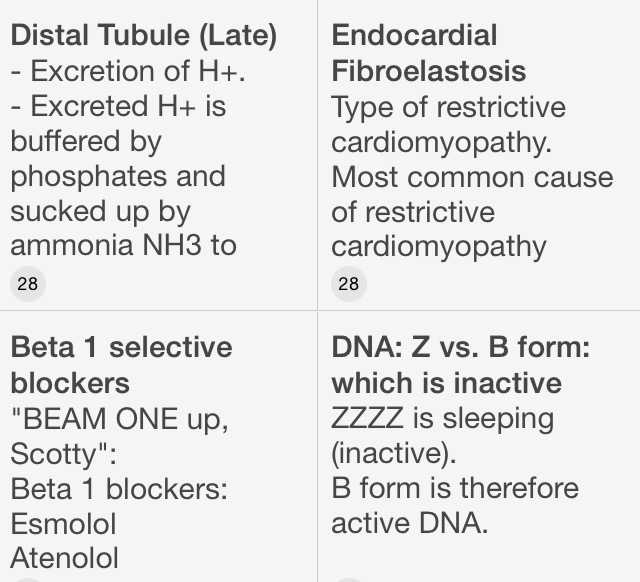 Distal Tubule (Late)
- Excretion of H+.
- Excreted H+ is
buffered by
phosphates and
sucked up by
ammonia NH3 to
28
Endocardial
Fibroelastosis
Type of restrictive
cardiomyopathy.
Most common cause
of restrictive
cardiomyopathy
28
Beta 1 selective
blockers
"BEAM ONE up,
Scotty":
Beta 1 blockers:
Esmolol
Atenolol
DNA: Z vs. B form:
which is inactive
ZZZZ is sleeping
(inactive).
B form is therefore
active DNA.